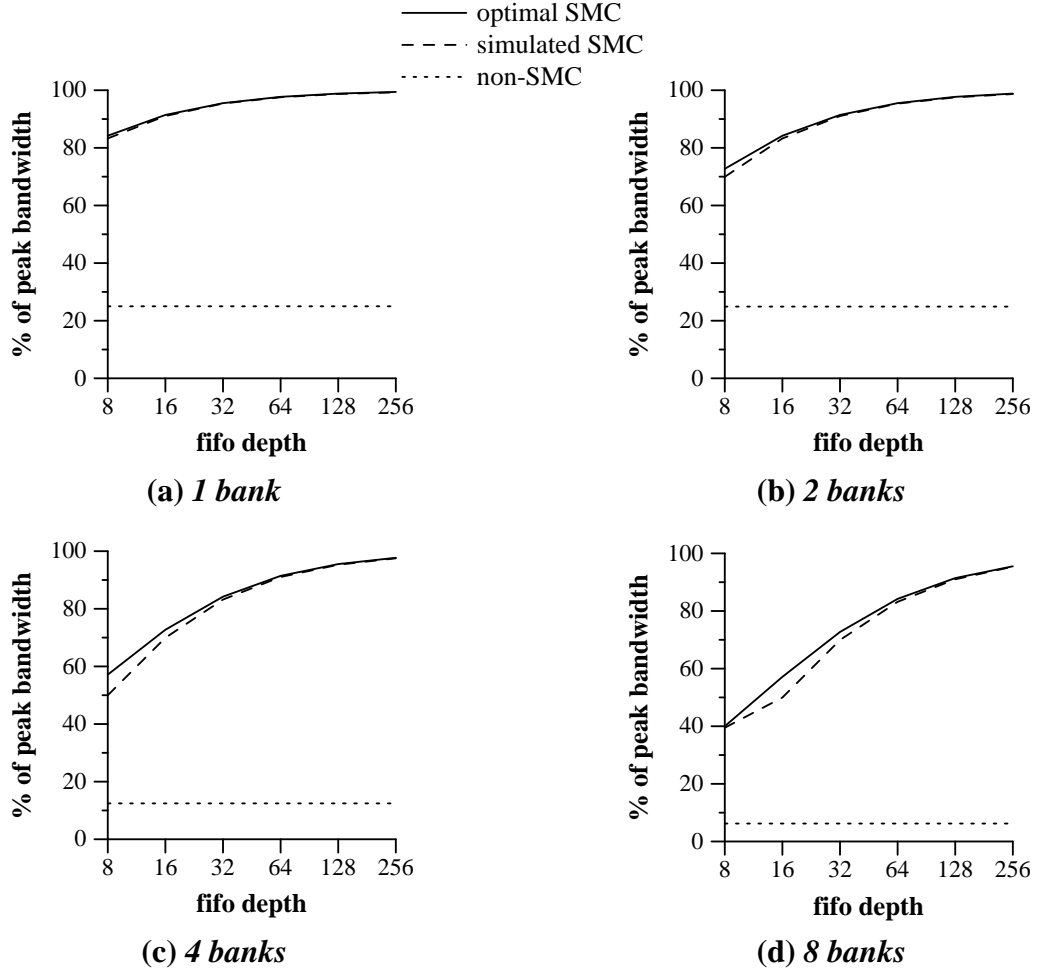 optimal SMC
simulated SMC
non-SMC
100
80
60
40
20
0
% of peak bandwidth
8 16 32 64 128 256
fifo depth
(a) 1 bank
100
80
60
40
20
0
% of peak bandwidth
8 16 32 64 128 256
fifo depth
(b) 2 banks
100
80
60
40
20
0
% of peak bandwidth
8 16 32 64 128 256
fifo depth
(c) 4 banks
100
80
60
40
20
0
% of peak bandwidth
8 16 32 64 128 256
fifo depth
(d) 8 banks